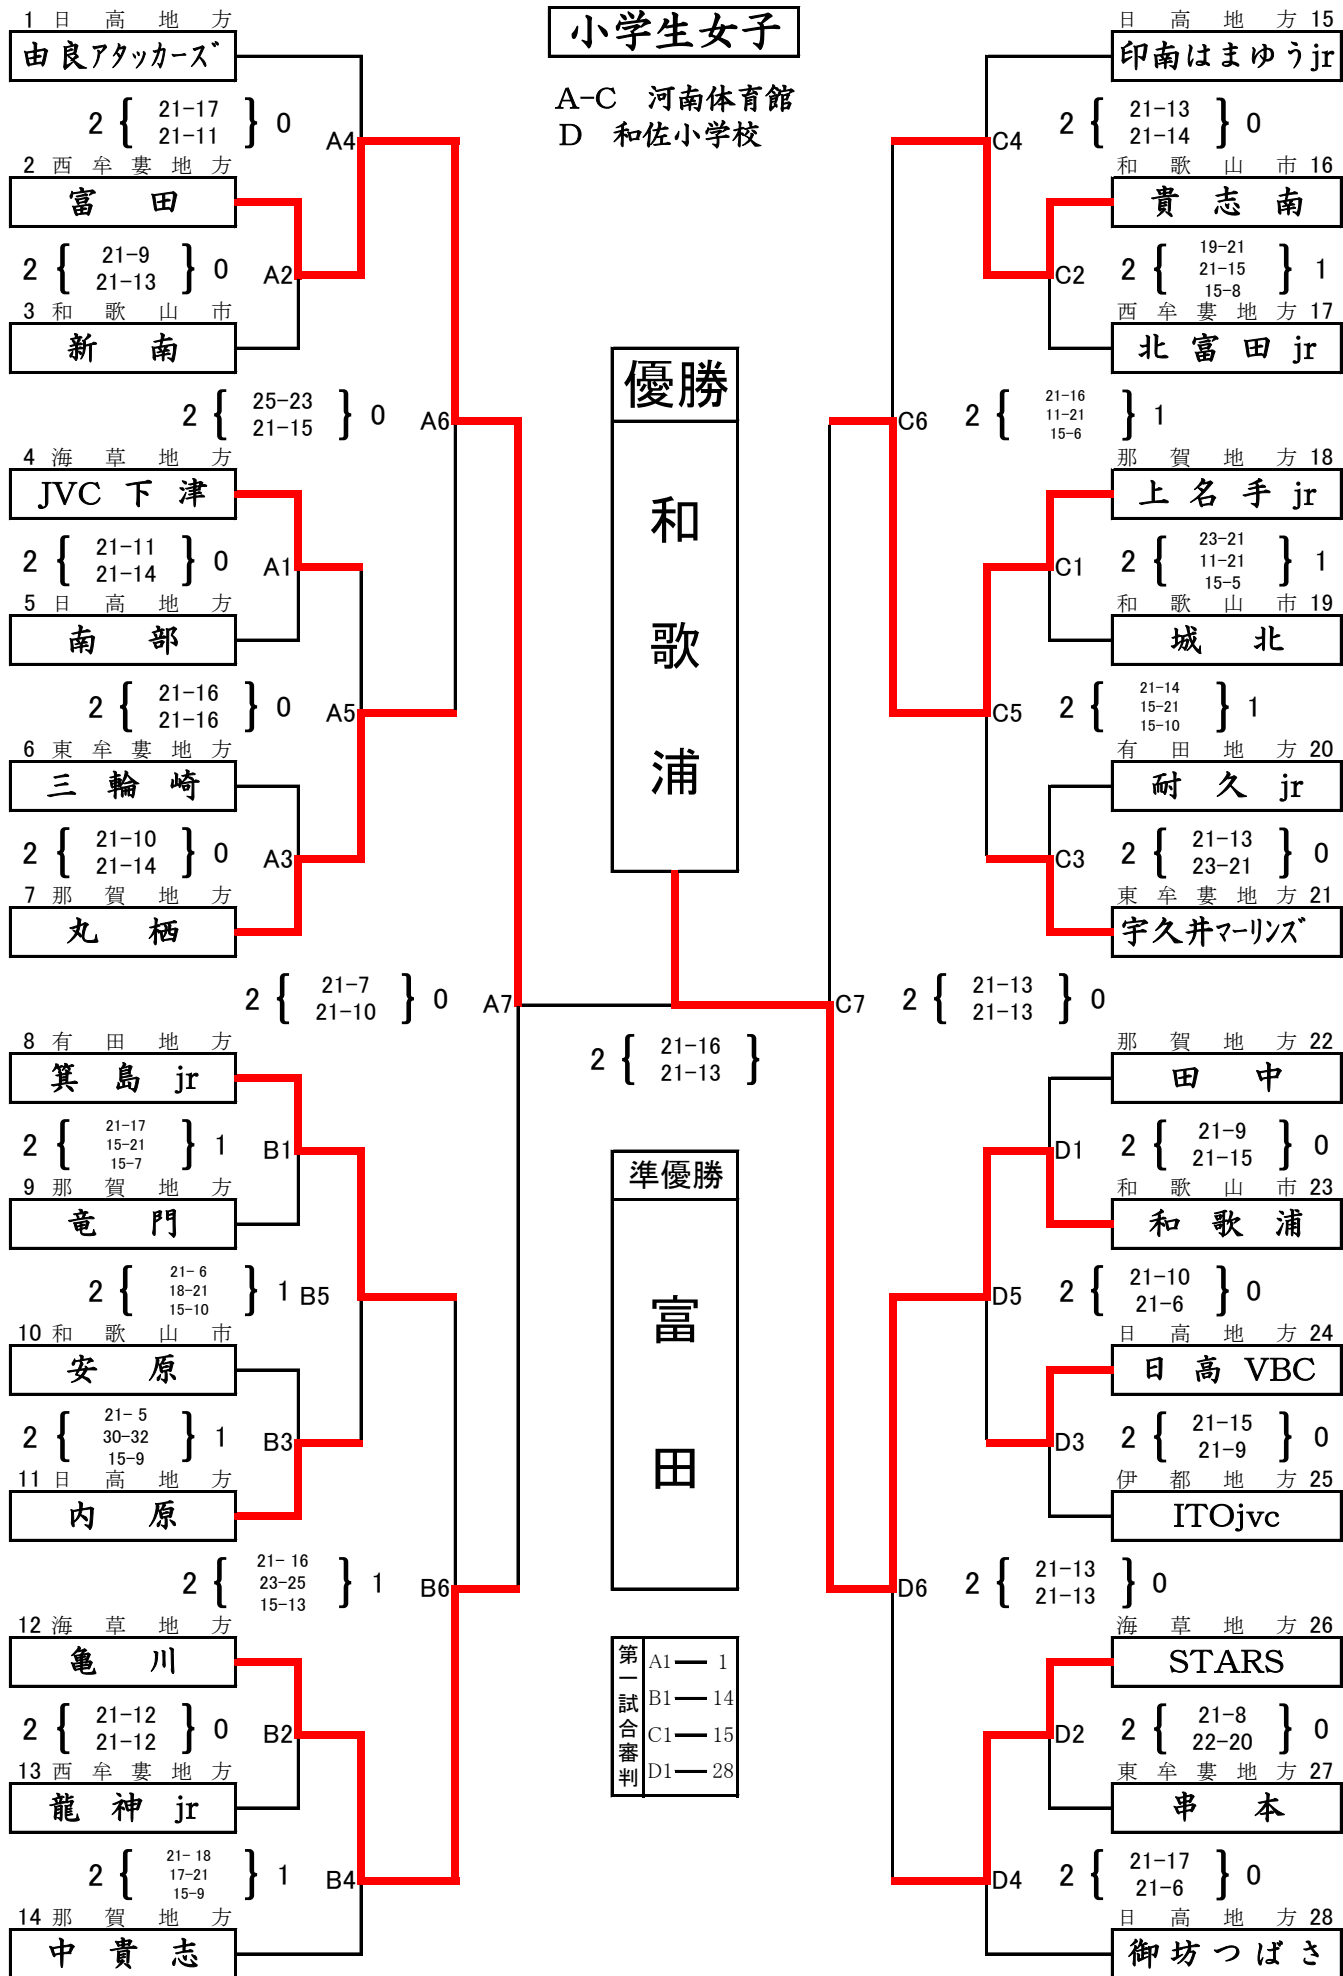 小学生女子
A-C 河南体育館
D 和佐小学校
1 日高地方
由良アタッカーズ
2 { 21-17 } 0
21-11
A4
2 西牟婁地方
富田
2 { 21-9 } 0
21-13
A2
3 和歌山市
新南
2 { 25-23 } 0
21-15
A6
4 海草地方
JVC 下津
2 { 21-11 } 0
21-14
A1
5 日高地方
南部
2 { 21-16 } 0
21-16
A5
6 東牟婁地方
三輪崎
2 { 21-10 } 0
21-14
A3
7 那賀地方
丸栖
2 { 21-7 } 0
21-10
A7
8 有田地方
箕島 jr
2 { 21-17 } 1
15-21
15-7
B1
9 那賀地方
竜門
2 { 21- 6 } 1
18-21
15-10
B5
10 和歌山市
安原
2 { 21- 5 } 1
30-32
15-9
B3
11 日高地方
内原
2 { 21- 16 } 1
23-25
15-13
B6
12 海草地方
亀川
2 { 21-12 } 0
21-12
B2
13 西牟婁地方
龍神 jr
2 { 21- 18 } 1
17-21
15-9
B4
14 那賀地方
中貴志
優勝
和歌浦
2 { 21-16 }
21-13
準優勝
富田
第一試合審判
A1 — 1
B1 — 14
C1 — 15
D1 — 28
日高地方 15
印南はまゆうjr
C4
2 { 21-13 } 0
21-14
和歌山市 16
貴志南
C2
2 { 19-21 } 1
21-15
15-8
西牟婁地方 17
北富田 jr
C6
2 { 21-16 } 1
11-21
15-6
那賀地方 18
上名手 jr
C1
2 { 23-21 } 1
11-21
15-5
和歌山市 19
城北
C5
2 { 21-14 } 1
15-21
15-10
有田地方 20
耐久 jr
C3
2 { 21-13 } 0
23-21
東牟婁地方 21
宇久井マーリンズ
C7
2 { 21-13 } 0
21-13
那賀地方 22
田中
D1
2 { 21-9 } 0
21-15
和歌山市 23
和歌浦
D5
2 { 21-10 } 0
21-6
日高地方 24
日高 VBC
D3
2 { 21-15 } 0
21-9
伊都地方 25
ITOjvc
D6
2 { 21-13 } 0
21-13
海草地方 26
STARS
D2
2 { 21-8 } 0
22-20
東牟婁地方 27
串本
D4
2 { 21-17 } 0
21-6
日高地方 28
御坊つばさ